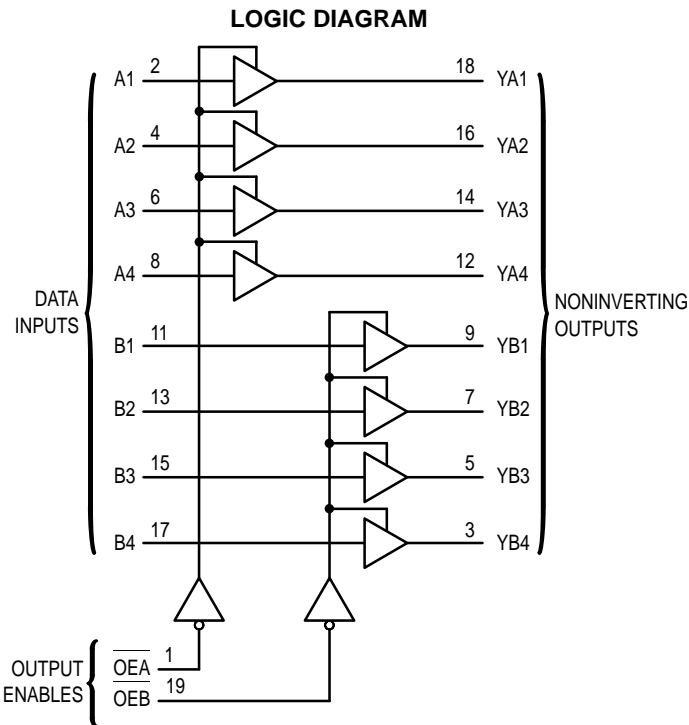 LOGIC DIAGRAM
A1 2 18 YA1
A2 4 16 YA2
A3 6 14 YA3
A4 8 12 YA4
DATA
INPUTS
NONINVERTING
OUTPUTS
B1 11 9 YB1
B2 13 7 YB2
B3 15 5 YB3
B4 17 3 YB4
OUTPUT
ENABLES
O̅E̅A̅ 1
O̅E̅B̅ 19